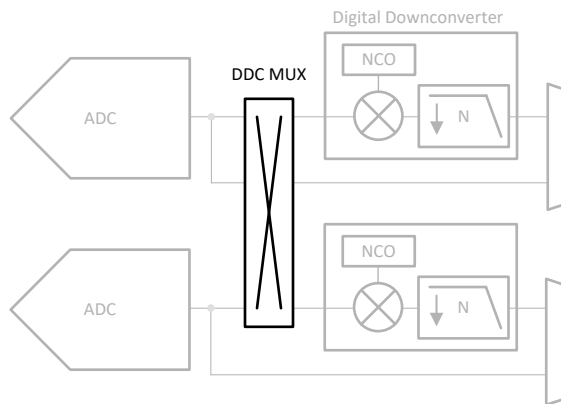 Digital Downconverter
NCO
DDC MUX
ADC
N
NCO
ADC
N